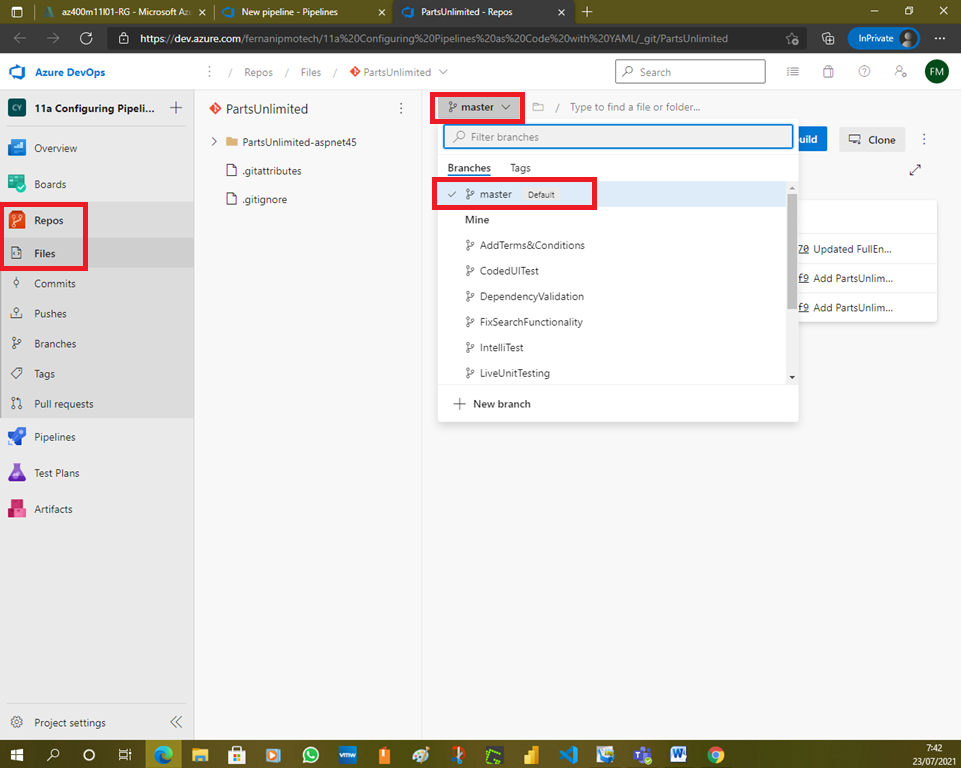 az400m11l01-RG - Microsoft Az
New pipeline - Pipelines
PartsUnlimited - Repos
https://dev.azure.com/fernanipmotech/11a%20Configuring%20Pipelines%20as%20Code%20with%20YAML/_git/PartsUnlimited
InPrivate
Azure DevOps
/ Repos / Files / PartsUnlimited
Search
FM
CY
11a Configuring Pipeli...
PartsUnlimited
master
/ Type to find a file or folder...
Filter branches
uild
Clone
Overview
PartsUnlimited-aspnet45
Branches
Tags
Boards
.gitattributes
master
Default
Repos
.gitignore
Mine
Files
AddTerms&Conditions
70 Updated FullEn...
Commits
CodedUITest
f9 Add PartsUnlim...
Pushes
DependencyValidation
f9 Add PartsUnlim...
Branches
FixSearchFunctionality
Tags
IntelliTest
Pull requests
LiveUnitTesting
New branch
Pipelines
Test Plans
Artifacts
Project settings
vmw
7:42
23/07/2021